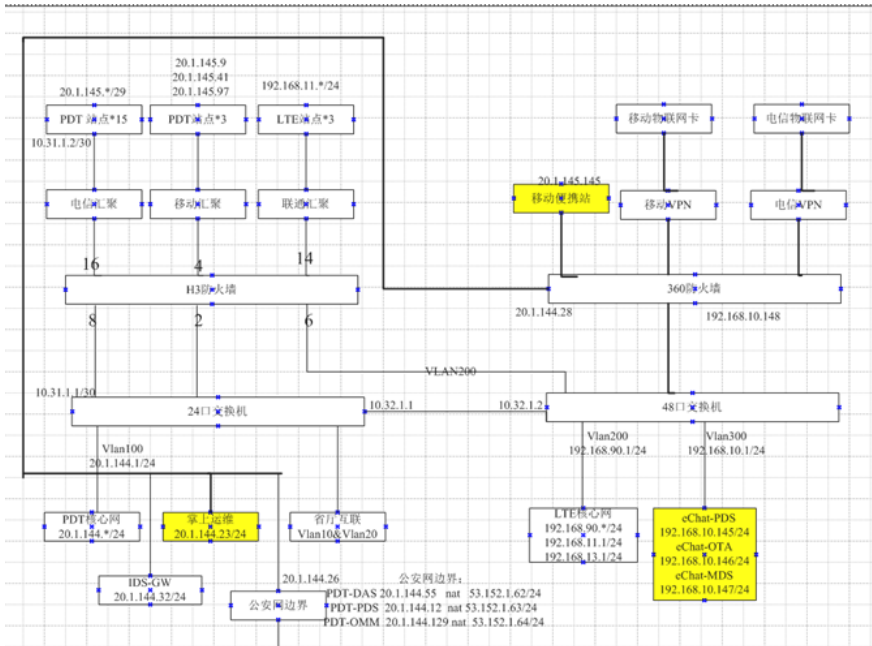 20.1.145.9
20.1.145.41
20.1.145.97
20.1.145.*/29
192.168.11.*/24
PDT 站点*15
PDT站点*3
LTE站点*3
移动物联网卡
电信物联网卡
10.31.1.2/30
20.1.145.145
电信汇聚
移动汇聚
联通汇聚
移动便携站
移动VPN
电信VPN
16
4
14
H3防火墙
360防火墙
8
2
6
20.1.144.28
192.168.10.148
VLAN200
10.31.1.1/30
24口交换机
10.32.1.1
10.32.1.2
48口交换机
Vlan100
20.1.144.1/24
Vlan200
192.168.90.1/24
Vlan300
192.168.10.1/24
PDT核心网
20.1.144.*/24
掌上运维
20.1.144.23/24
省厅互联
Vlan10&Vlan20
LTE核心网
192.168.90.*/24
192.168.11.1/24
192.168.13.1/24
eChat-PDS
192.168.10.145/24
eChat-OTA
192.168.10.146/24
eChat-MDS
192.168.10.147/24
IDS-GW
20.1.144.32/24
20.1.144.26
公安网边界
公安网边界：
PDT-DAS 20.1.144.55 nat 53.152.1.62/24
PDT-PDS 20.1.144.12 nat 53.152.1.63/24
PDT-OMM 20.1.144.129 nat 53.152.1.64/24